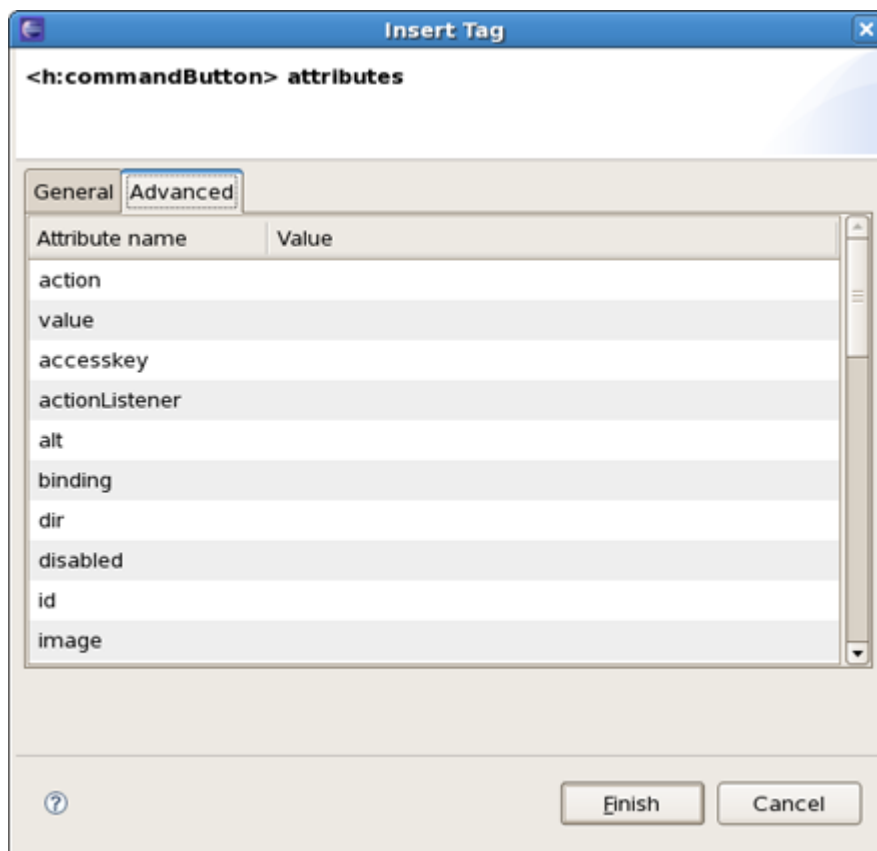 Insert Tag
<h:commandButton> attributes
General Advanced
Attribute name Value
action
value
accesskey
actionListener
alt
binding
dir
disabled
id
image
Finish Cancel